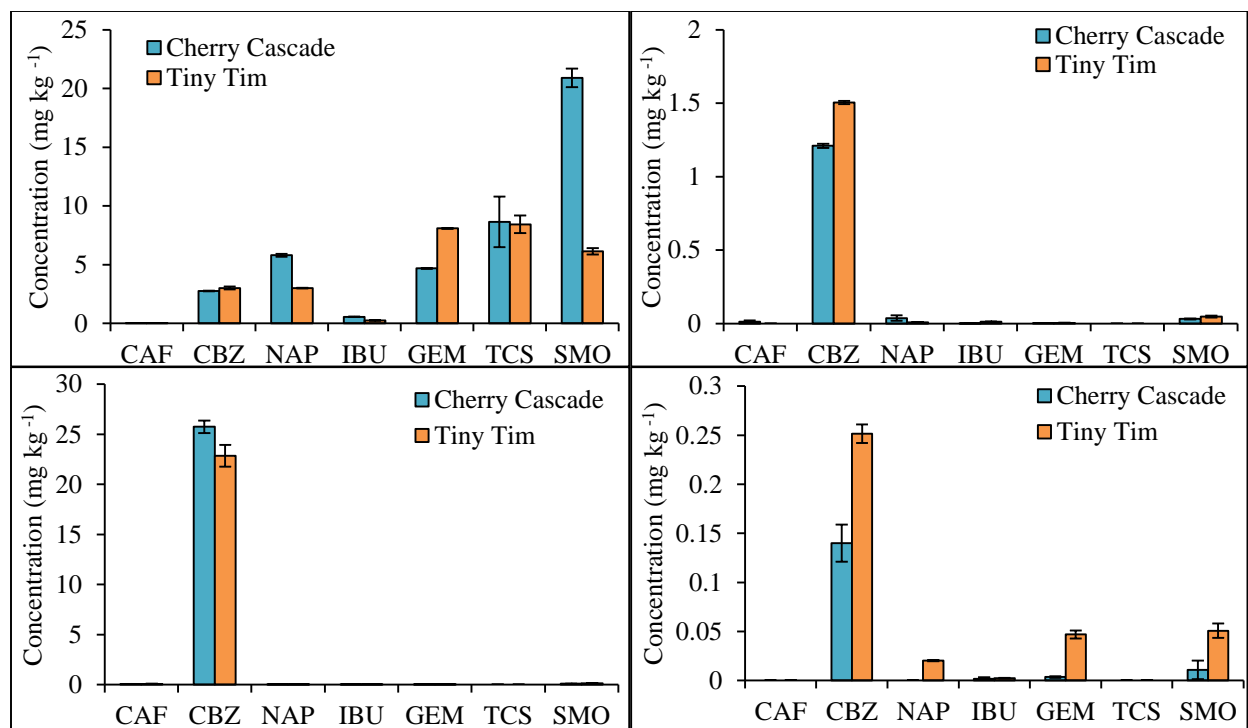 Concentration (mg kg⁻¹)
25
20
15
10
5
0
Cherry Cascade
Tiny Tim
CAF CBZ NAP IBU GEM TCS SMO
Concentration (mg kg⁻¹)
2
1.5
1
0.5
0
Cherry Cascade
Tiny Tim
CAF CBZ NAP IBU GEM TCS SMO
Concentration (mg kg⁻¹)
30
25
20
15
10
5
0
Cherry Cascade
Tiny Tim
CAF CBZ NAP IBU GEM TCS SMO
Concentration (mg kg⁻¹)
0.3
0.25
0.2
0.15
0.1
0.05
0
Cherry Cascade
Tiny Tim
CAF CBZ NAP IBU GEM TCS SMO